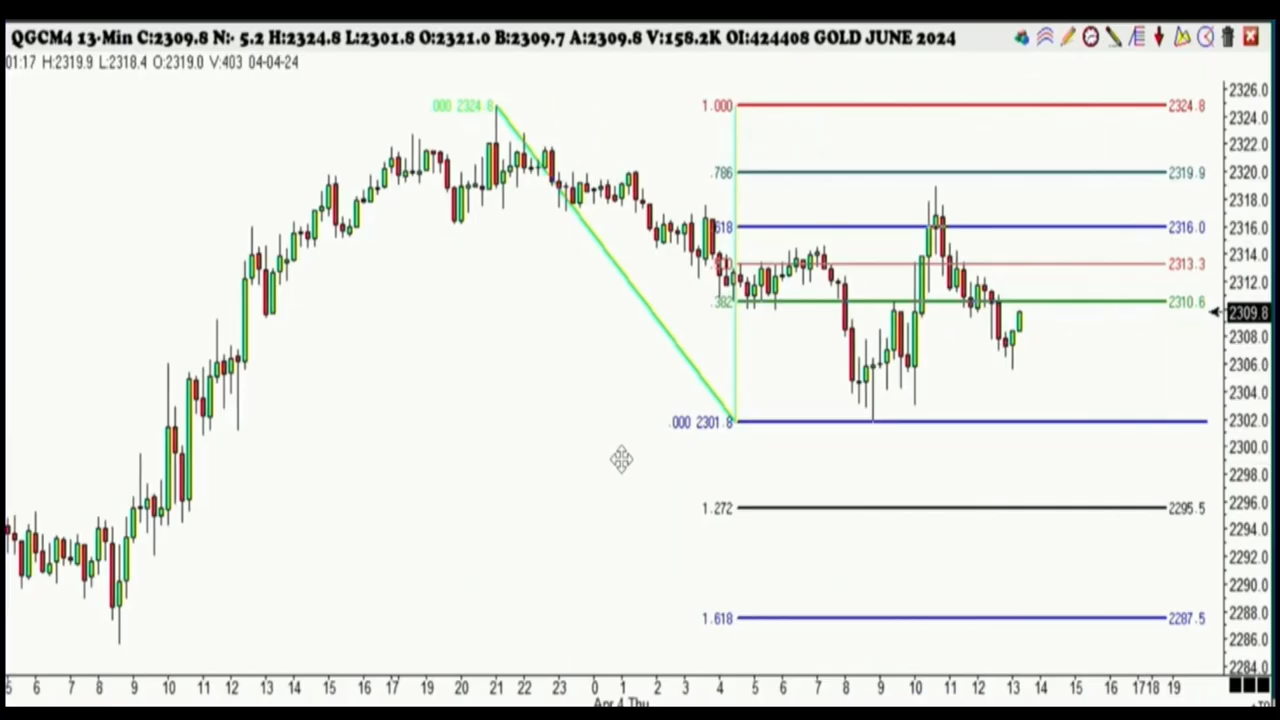 QGCM4 13-Min C:2309.8 N:- 5.2 H:2324.8 L:2301.8 O:2321.0 B:2309.7 A:2309.8 V:158.2K OI:424408 GOLD JUNE 2024
01:17 H:2319.9 L:2318.4 O:2319.0 V:403 04-04-24
2326.0
.000 2324.8 1.000 2324.8
2324.0
2322.0
.786 2319.9 2320.0
2318.0
.618 2316.0 2316.0
2314.0
2313.3
2312.0
.382 2310.6
2309.8
2308.0
2306.0
2304.0
.000 2301.8 2302.0
2300.0
2298.0
1.272 2295.5 2296.0
2294.0
2292.0
2290.0
2288.0
1.618 2287.5
2286.0
2284.0
5 6 7 8 9 10 11 12 13 14 15 16 17 19 20 21 22 23 0 1 2 3 4 5 6 7 8 9 10 11 12 13 14 15 16 17 18 19
Apr 4 Thu